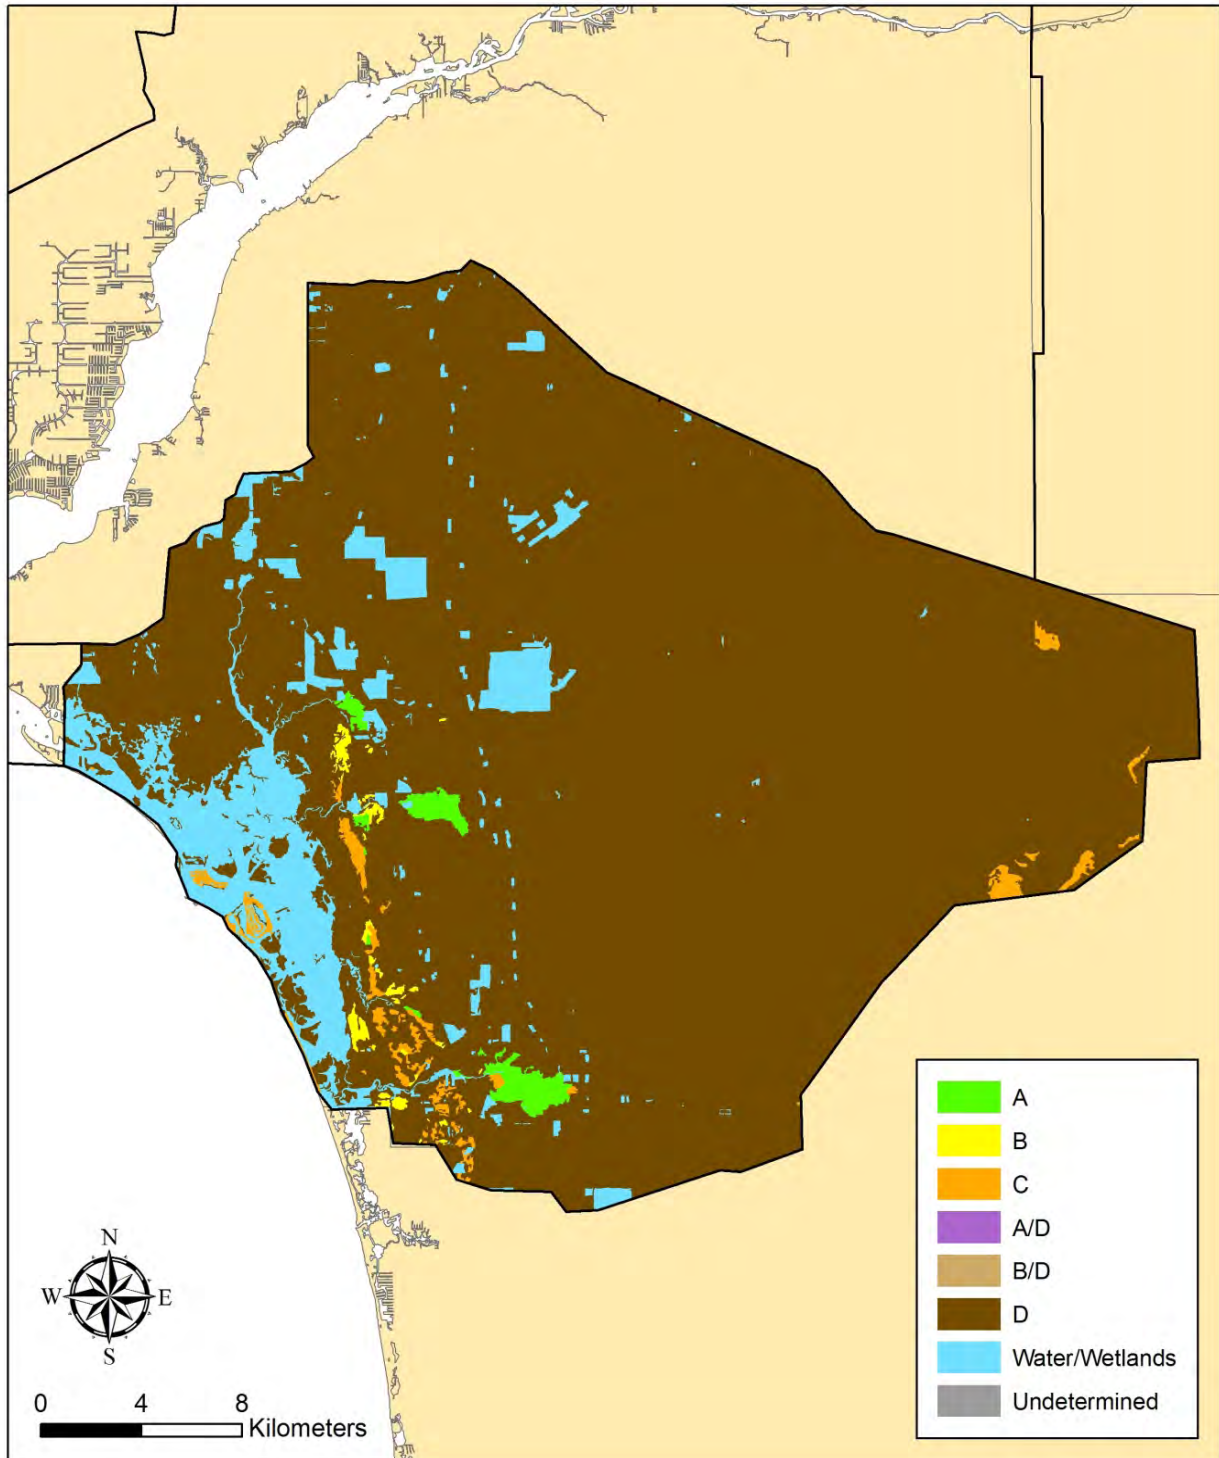 A
B
C
A/D
B/D
D
Water/Wetlands
Undetermined
N
W E
S
0 4 8
Kilometers